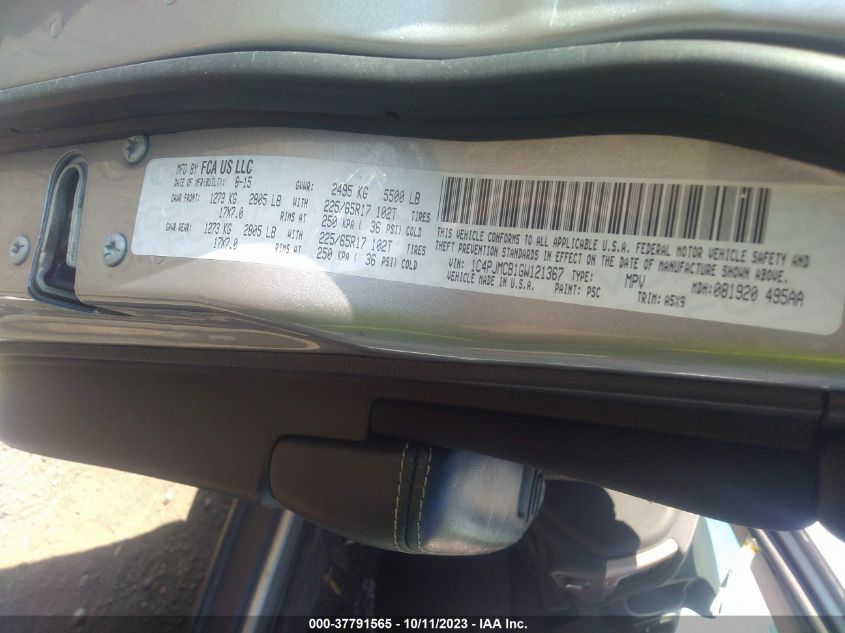 MFD BY FCA US LLC
DATE OF MFR(BUILT): 8-15 GVWR: 2495 KG 5500 LB
GAWR FRONT: 1273 KG 2805 LB WITH 225/65R17 102T TIRES
17X7.0 RIMS AT 250 KPA ( 36 PSI) COLD
GAWR REAR: 1273 KG 2805 LB WITH 225/65R17 102T TIRES
17X7.0 RIMS AT 250 KPA ( 36 PSI) COLD
THIS VEHICLE CONFORMS TO ALL APPLICABLE U.S.A. FEDERAL MOTOR VEHICLE SAFETY AND
THEFT PREVENTION STANDARDS IN EFFECT ON THE DATE OF MANUFACTURE SHOWN ABOVE.
VIN: 1C4PJMCB1GW121367 TYPE: MPV MDH: 081920 495AA
VEHICLE MADE IN U.S.A. PAINT: PSC TRIM: A5X9
000-37791565 - 10/11/2023 - IAA Inc.